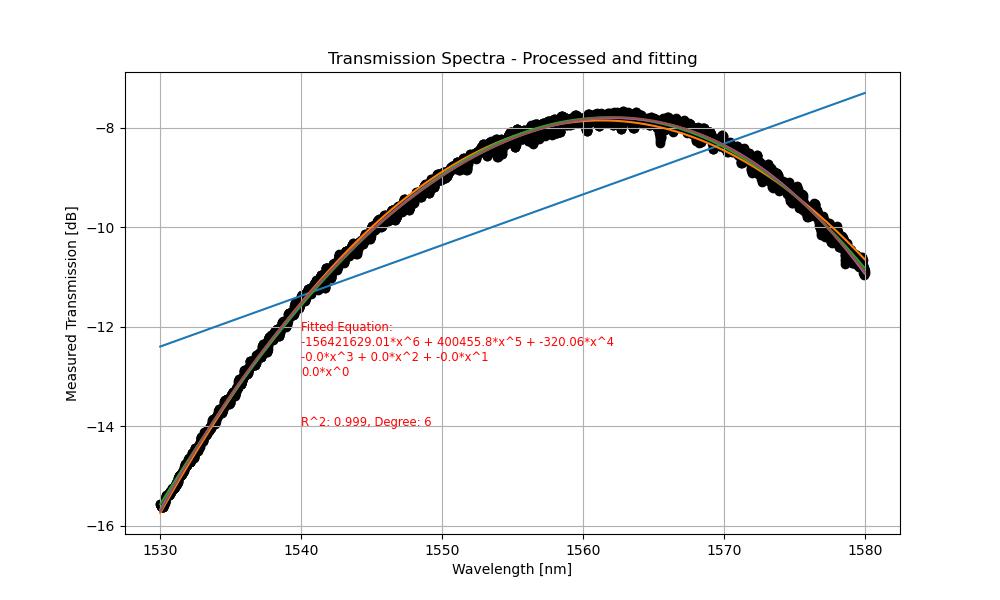 Transmission Spectra - Processed and fitting
Measured Transmission [dB]
−8
−10
−12
−14
−16
Fitted Equation:
-156421629.01*x^6 + 400455.8*x^5 + -320.06*x^4
-0.0*x^3 + 0.0*x^2 + -0.0*x^1
0.0*x^0
R^2: 0.999, Degree: 6
1530 1540 1550 1560 1570 1580
Wavelength [nm]